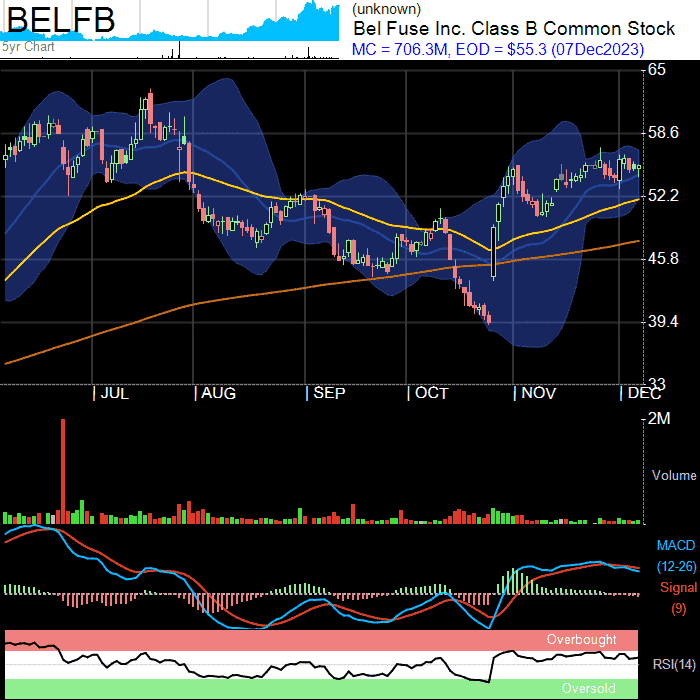 BELFB
(unknown)
Bel Fuse Inc. Class B Common Stock
5yr Chart
MC = 706.3M, EOD = $55.3 (07Dec2023)
65
58.6
52.2
45.8
39.4
33
JUL AUG SEP OCT NOV DEC
2M
Volume
MACD
(12-26)
Signal
(9)
Overbought
RSI(14)
Oversold